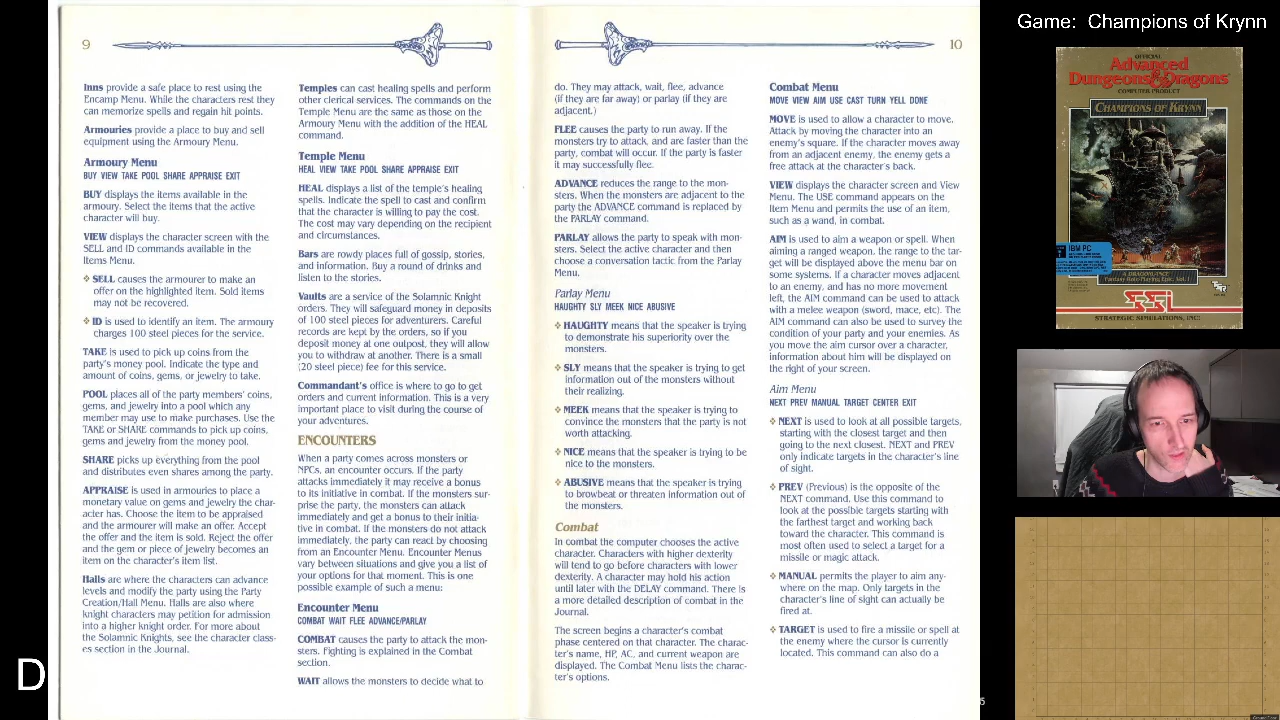 9
Inns provide a safe place to rest using the
Encamp Menu. While the characters rest they
can memorize spells and regain hit points.
Armouries provide a place to buy and sell
equipment using the Armoury Menu.
Armoury Menu
BUY VIEW TAKE POOL SHARE APPRAISE EXIT
BUY displays the items available in the
armoury. Select the items that the active
character will buy.
VIEW displays the character screen with the
SELL and ID commands available in the
Items Menu.
❖ SELL causes the armourer to make an
offer on the highlighted item. Sold items
may not be recovered.
❖ ID is used to identify an item. The armoury
charges 100 steel pieces for the service.
TAKE is used to pick up coins from the
party's money pool. Indicate the type and
amount of coins, gems, or jewelry to take.
POOL places all of the party members' coins,
gems, and jewelry into a pool which any
member may use to make purchases. Use the
TAKE or SHARE commands to pick up coins,
gems and jewelry from the money pool.
SHARE picks up everything from the pool
and distributes even shares among the party.
APPRAISE is used in armouries to place a
monetary value on gems and jewelry the char-
acter has. Choose the item to be appraised
and the armourer will make an offer. Accept
the offer and the item is sold. Reject the offer
and the gem or piece of jewelry becomes an
item on the character's item list.
Halls are where the characters can advance
levels and modify the party using the Party
Creation/Hall Menu. Halls are also where
knight characters may petition for admission
into a higher knight order. For more about
the Solamnic Knights, see the character class-
es section in the Journal.
Temples can cast healing spells and perform
other clerical services. The commands on the
Temple Menu are the same as those on the
Armoury Menu with the addition of the HEAL
command.
Temple Menu
HEAL VIEW TAKE POOL SHARE APPRAISE EXIT
HEAL displays a list of the temple's healing
spells. Indicate the spell to cast and confirm
that the character is willing to pay the cost.
The cost may vary depending on the recipient
and circumstances.
Bars are rowdy places full of gossip, stories,
and information. Buy a round of drinks and
listen to the stories.
Vaults are a service of the Solamnic Knight
orders. They will safeguard money in deposits
of 100 steel pieces for adventurers. Careful
records are kept by the orders, so if you
deposit money at one outpost, they will allow
you to withdraw at another. There is a small
(20 steel piece) fee for this service.
Commandant's office is where to go to get
orders and current information. This is a very
important place to visit during the course of
your adventures.
ENCOUNTERS
When a party comes across monsters or
NPCs, an encounter occurs. If the party
attacks immediately it may receive a bonus
to its initiative in combat. If the monsters sur-
prise the party, the monsters can attack
immediately and get a bonus to their initia-
tive in combat. If the monsters do not attack
immediately, the party can react by choosing
from an Encounter Menu. Encounter Menus
vary between situations and give you a list of
your options for that moment. This is one
possible example of such a menu:
Encounter Menu
COMBAT WAIT FLEE ADVANCE/PARLAY
COMBAT causes the party to attack the mon-
sters. Fighting is explained in the Combat
section.
WAIT allows the monsters to decide what to
10
do. They may attack, wait, flee, advance
(if they are far away) or parlay (if they are
adjacent.)
FLEE causes the party to run away. If the
monsters try to attack, and are faster than the
party, combat will occur. If the party is faster
it may successfully flee.
ADVANCE reduces the range to the mon-
sters. When the monsters are adjacent to the
party the ADVANCE command is replaced by
the PARLAY command.
PARLAY allows the party to speak with mon-
sters. Select the active character and then
choose a conversation tactic from the Parlay
Menu.
Parlay Menu
HAUGHTY SLY MEEK NICE ABUSIVE
❖ HAUGHTY means that the speaker is trying
to demonstrate his superiority over the
monsters.
❖ SLY means that the speaker is trying to get
information out of the monsters without
their realizing.
❖ MEEK means that the speaker is trying to
convince the monsters that the party is not
worth attacking.
❖ NICE means that the speaker is trying to be
nice to the monsters.
❖ ABUSIVE means that the speaker is trying
to browbeat or threaten information out of
the monsters.
Combat
In combat the computer chooses the active
character. Characters with higher dexterity
will tend to go before characters with lower
dexterity. A character may hold his action
until later with the DELAY command. There is
a more detailed description of combat in the
Journal.
The screen begins a character's combat
phase centered on that character. The charac-
ter's name, HP, AC, and current weapon are
displayed. The Combat Menu lists the charac-
ter's options.
Combat Menu
MOVE VIEW AIM USE CAST TURN YELL DONE
MOVE is used to allow a character to move.
Attack by moving the character into an
enemy's square. If the character moves away
from an adjacent enemy, the enemy gets a
free attack at the character's back.
VIEW displays the character screen and View
Menu. The USE command appears on the
Item Menu and permits the use of an item,
such as a wand, in combat.
AIM is used to aim a weapon or spell. When
aiming a ranged weapon, the range to the tar-
get will be displayed above the menu bar on
some systems. If a character moves adjacent
to an enemy, and has no more movement
left, the AIM command can be used to attack
with a melee weapon (sword, mace, etc). The
AIM command can also be used to survey the
condition of your party and your enemies. As
you move the aim cursor over a character,
information about him will be displayed on
the right of your screen.
Aim Menu
NEXT PREV MANUAL TARGET CENTER EXIT
❖ NEXT is used to look at all possible targets,
starting with the closest target and then
going to the next closest. NEXT and PREV
only indicate targets in the character's line
of sight.
❖ PREV (Previous) is the opposite of the
NEXT command. Use this command to
look at the possible targets starting with
the farthest target and working back
toward the character. This command is
most often used to select a target for a
missile or magic attack.
❖ MANUAL permits the player to aim any-
where on the map. Only targets in the
character's line of sight can actually be
fired at.
❖ TARGET is used to fire a missile or spell at
the enemy where the cursor is currently
located. This command can also do a
D
Game: Champions of Krynn
OFFICIAL
Advanced
Dungeons & Dragons
COMPUTER PRODUCT
CHAMPIONS OF KRYNN
IBM PC
A DRAGONLANCE
Fantasy Role-Playing Epic, Vol. I
TSR
SSI
STRATEGIC SIMULATIONS, INC.